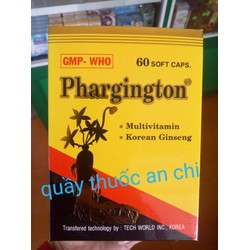 GMP- WHO
60 SOFT CAPS.
Phargington®
Multivitamin
Korean Ginseng
quầy thuốc an chi
Transfered technology by : TECH WORLD INC., KOREA